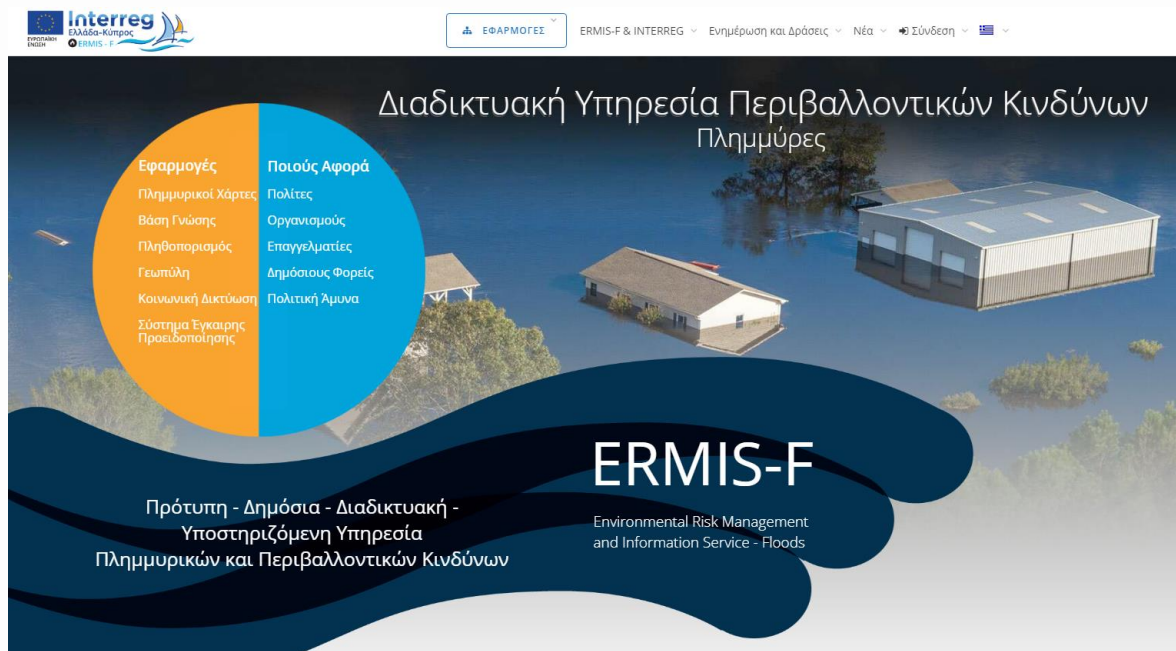 ΕΥΡΩΠΑΪΚΗ ΕΝΩΣΗ
Interreg
Ελλάδα-Κύπρος
ERMIS - F
ΕΦΑΡΜΟΓΕΣ
ERMIS-F & INTERREG
Ενημέρωση και Δράσεις
Νέα
Σύνδεση
Διαδικτυακή Υπηρεσία Περιβαλλοντικών Κινδύνων
Πλημμύρες
Εφαρμογές
Πλημμυρικοί Χάρτες
Βάση Γνώσης
Πληθοπορισμός
Γεωπύλη
Κοινωνική Δικτύωση
Σύστημα Έγκαιρης
Προειδοποίησης
Ποιούς Αφορά
Πολίτες
Οργανισμούς
Επαγγελματίες
Δημόσιους Φορείς
Πολιτική Άμυνα
ERMIS-F
Environmental Risk Management
and Information Service - Floods
Πρότυπη - Δημόσια - Διαδικτυακή -
Υποστηριζόμενη Υπηρεσία
Πλημμυρικών και Περιβαλλοντικών Κινδύνων